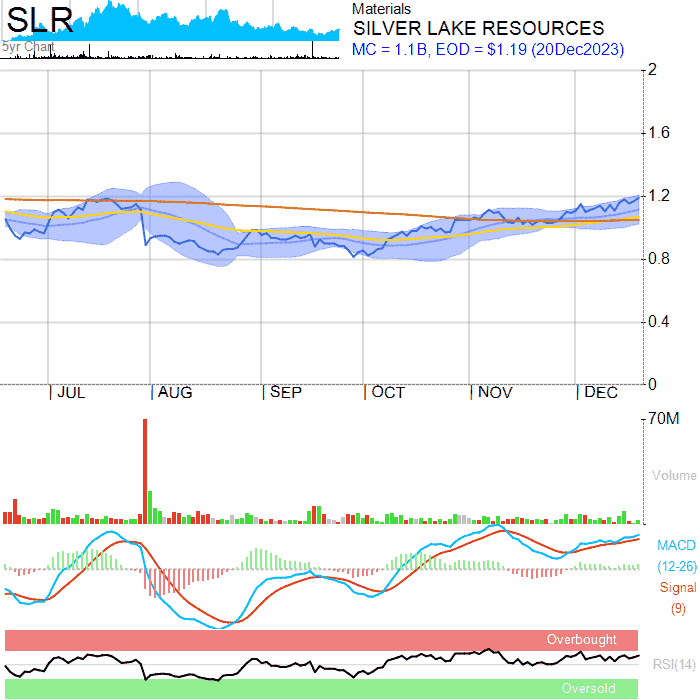 SLR
5yr Chart
Materials
SILVER LAKE RESOURCES
MC = 1.1B, EOD = $1.19 (20Dec2023)
2
1.6
1.2
0.8
0.4
0
JUL
AUG
SEP
OCT
NOV
DEC
70M
Volume
MACD
(12-26)
Signal
(9)
Overbought
RSI(14)
Oversold